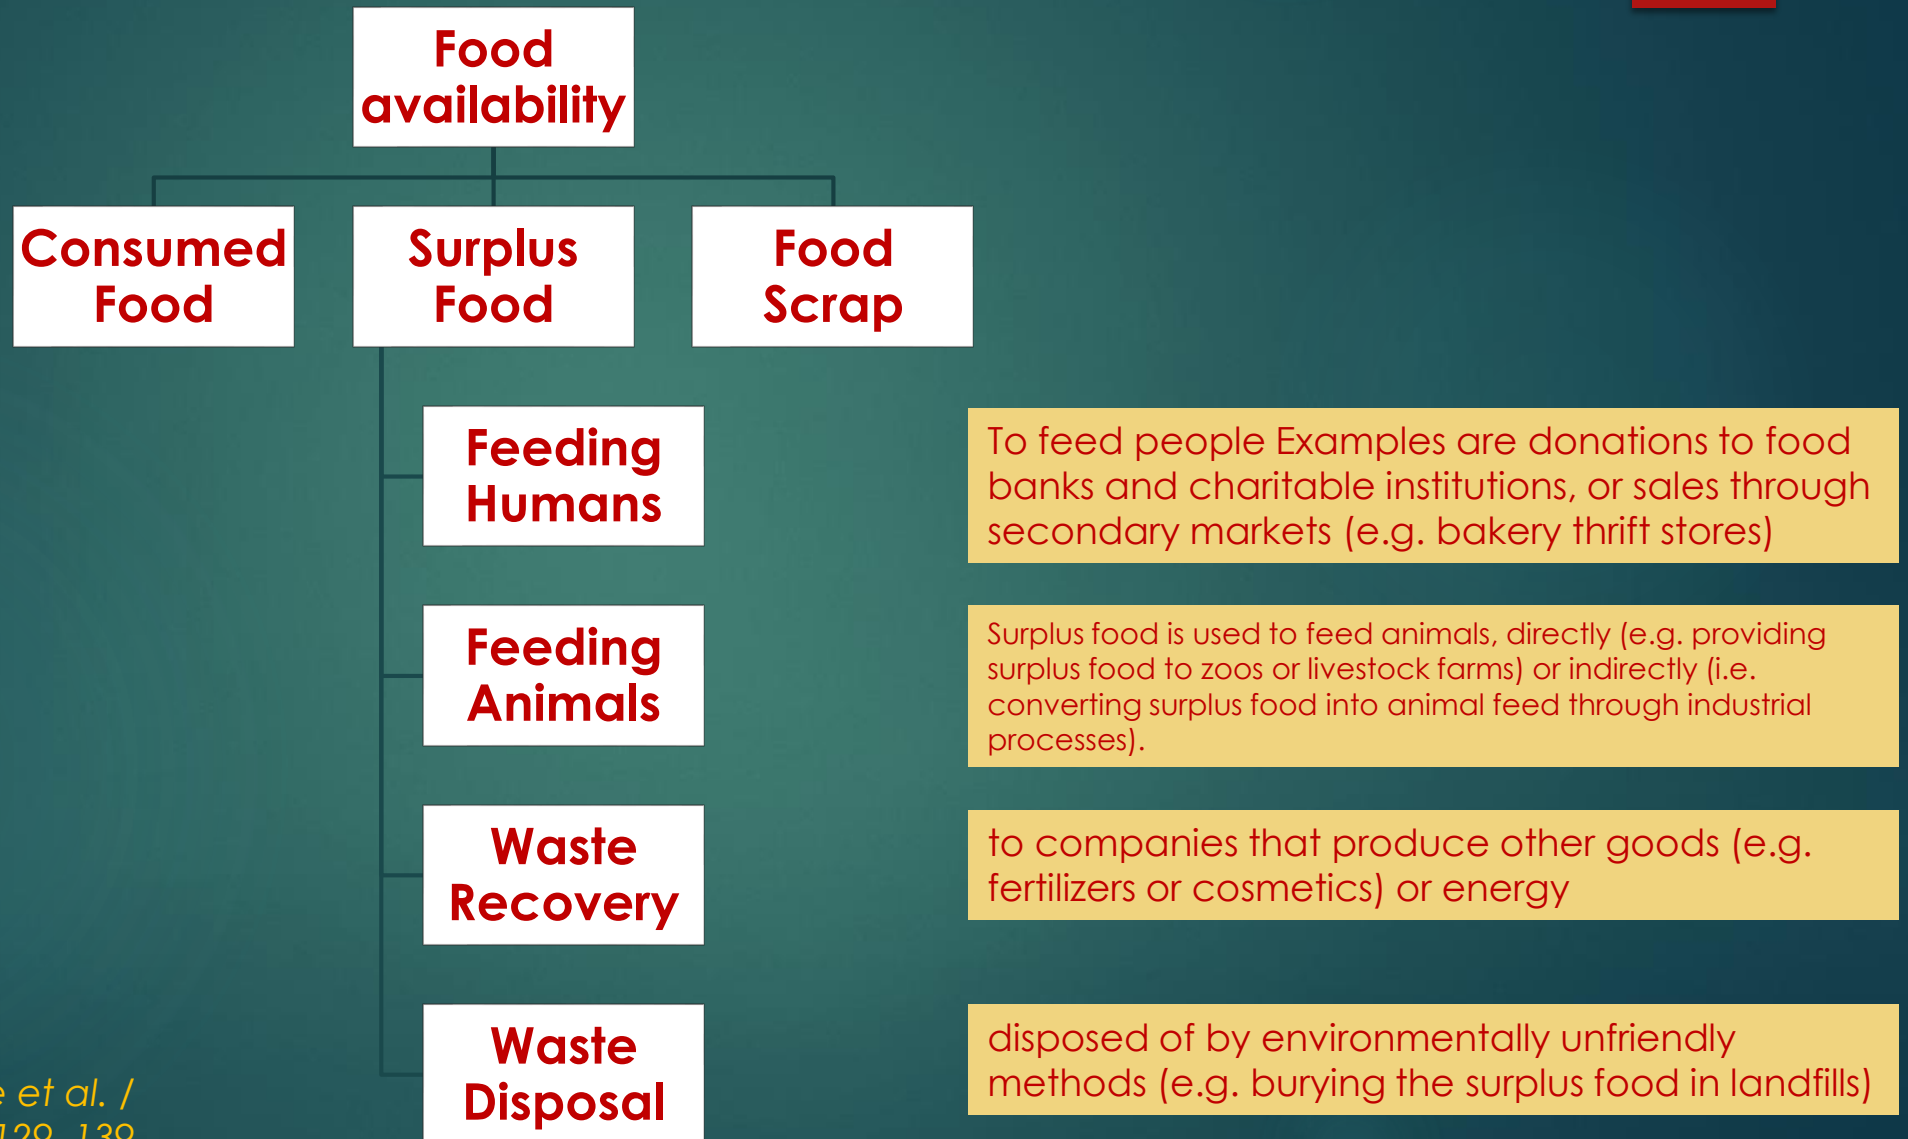 Food
availability
Consumed
Food
Surplus
Food
Food
Scrap
Feeding
Humans
To feed people Examples are donations to food
banks and charitable institutions, or sales through
secondary markets (e.g. bakery thrift stores)
Feeding
Animals
Surplus food is used to feed animals, directly (e.g. providing
surplus food to zoos or livestock farms) or indirectly (i.e.
converting surplus food into animal feed through industrial
processes).
Waste
Recovery
to companies that produce other goods (e.g.
fertilizers or cosmetics) or energy
Waste
Disposal
disposed of by environmentally unfriendly
methods (e.g. burying the surplus food in landfills)
et al. /
129 139